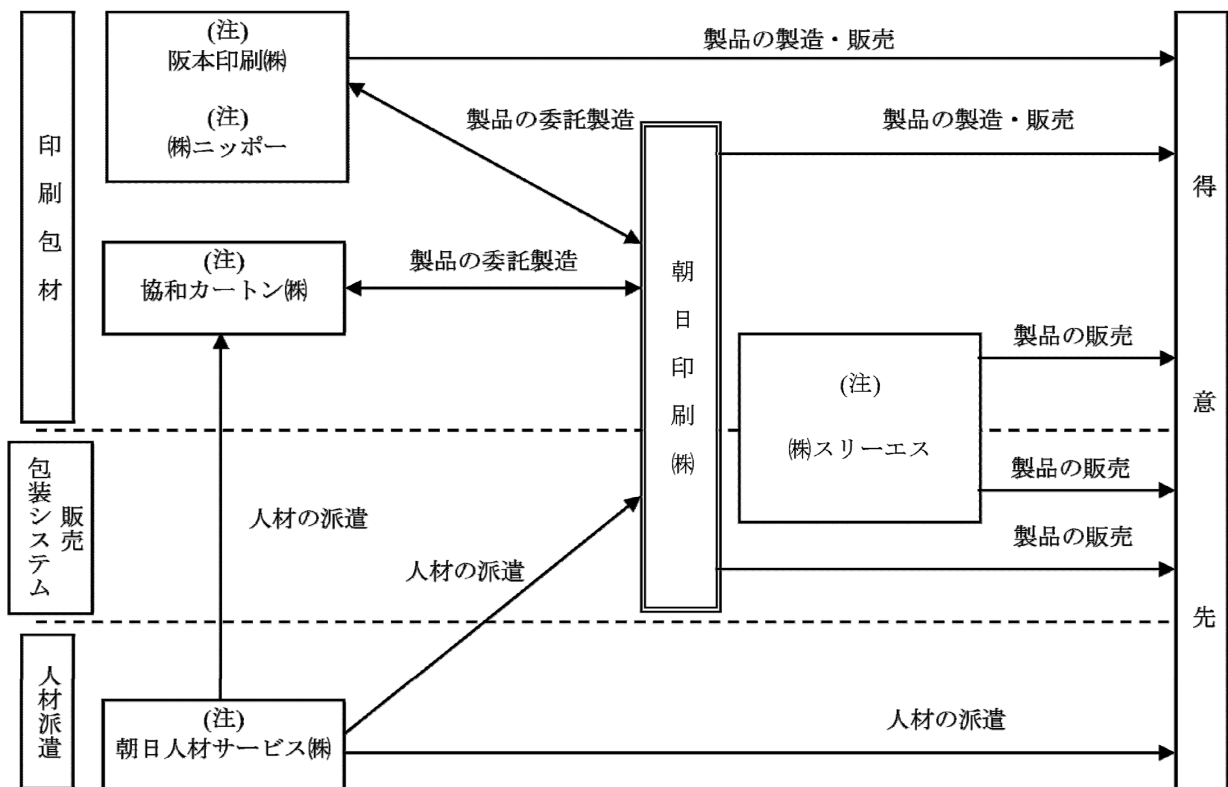 印刷包材
(注)
阪本印刷㈱
(注)
㈱ニッポー
製品の製造・販売
製品の委託製造
製品の製造・販売
(注)
協和カートン㈱
製品の委託製造
朝日印刷㈱
(注)
㈱スリーエス
製品の販売
製品の販売
製品の販売
得意先
包装システム
販売
人材の派遣
人材の派遣
人材派遣
(注)
朝日人材サービス㈱
人材の派遣